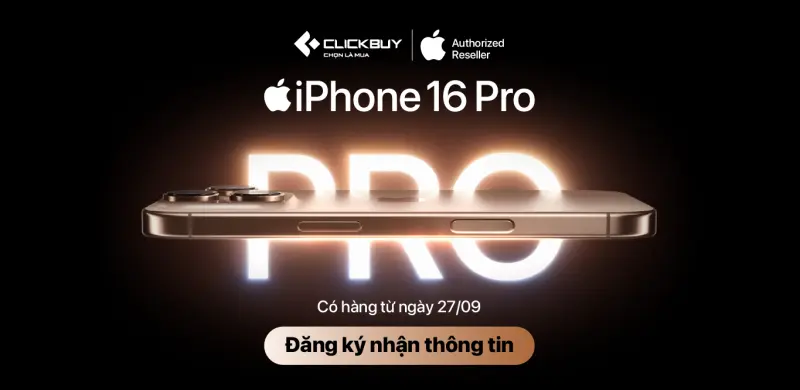 CLICKBUY
CHỌN LÀ MUA
Authorized
Reseller
iPhone 16 Pro
PRO
Có hàng từ ngày 27/09
Đăng ký nhận thông tin